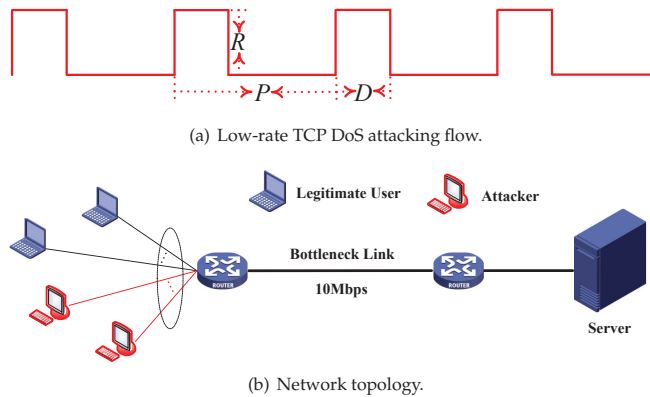 R
P
D
(a) Low-rate TCP DoS attacking flow.
Legitimate User
Attacker
Bottleneck Link
ROUTER
10Mbps
ROUTER
Server
(b) Network topology.